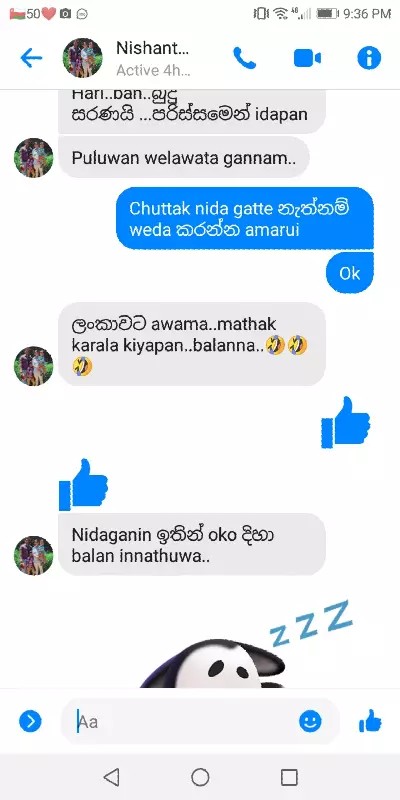 50
4G
9:36 PM
Nishant...
Active 4h...
Hari..ban..බුදු
සරණයි ...පරිස්සමෙන් idapan
Puluwan welawata gannam..
Chuttak nida gatte නැත්නම්
weda කරන්න amarui
Ok
ලංකාවට awama..mathak
karala kiyapan..balanna..🤣🤣
🤣
Nidaganin ඉතින් oko දිහා
balan innathuwa..
z z Z
Aa